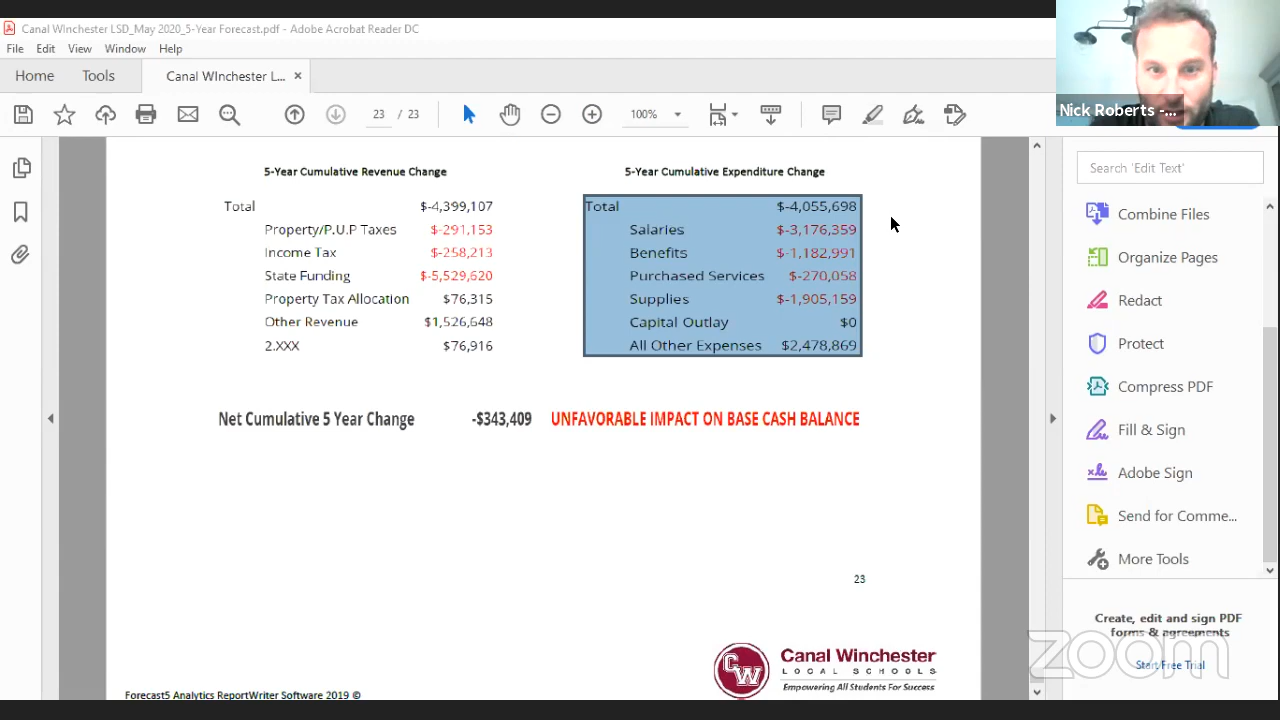 Canal Winchester LSD_May 2020_5-Year Forecast.pdf - Adobe Acrobat Reader DC
File Edit View Window Help
Home Tools Canal WInchester L... ×
23 / 23 100%
Nick Roberts -...
5-Year Cumulative Revenue Change
Total $-4,399,107
Property/P.U.P Taxes $-291,153
Income Tax $-258,213
State Funding $-5,529,620
Property Tax Allocation $76,315
Other Revenue $1,526,648
2.XXX $76,916
5-Year Cumulative Expenditure Change
Total $-4,055,698
Salaries $-3,176,359
Benefits $-1,182,991
Purchased Services $-270,058
Supplies $-1,905,159
Capital Outlay $0
All Other Expenses $2,478,869
Net Cumulative 5 Year Change -$343,409 UNFAVORABLE IMPACT ON BASE CASH BALANCE
23
CW
Canal Winchester
LOCAL SCHOOLS
Empowering All Students For Success
Forecast5 Analytics ReportWriter Software 2019 ©
Search 'Edit Text'
Combine Files
Organize Pages
Redact
Protect
Compress PDF
Fill & Sign
Adobe Sign
Send for Comme...
More Tools
Create, edit and sign PDF
forms & agreements
Start Free Trial
zoom